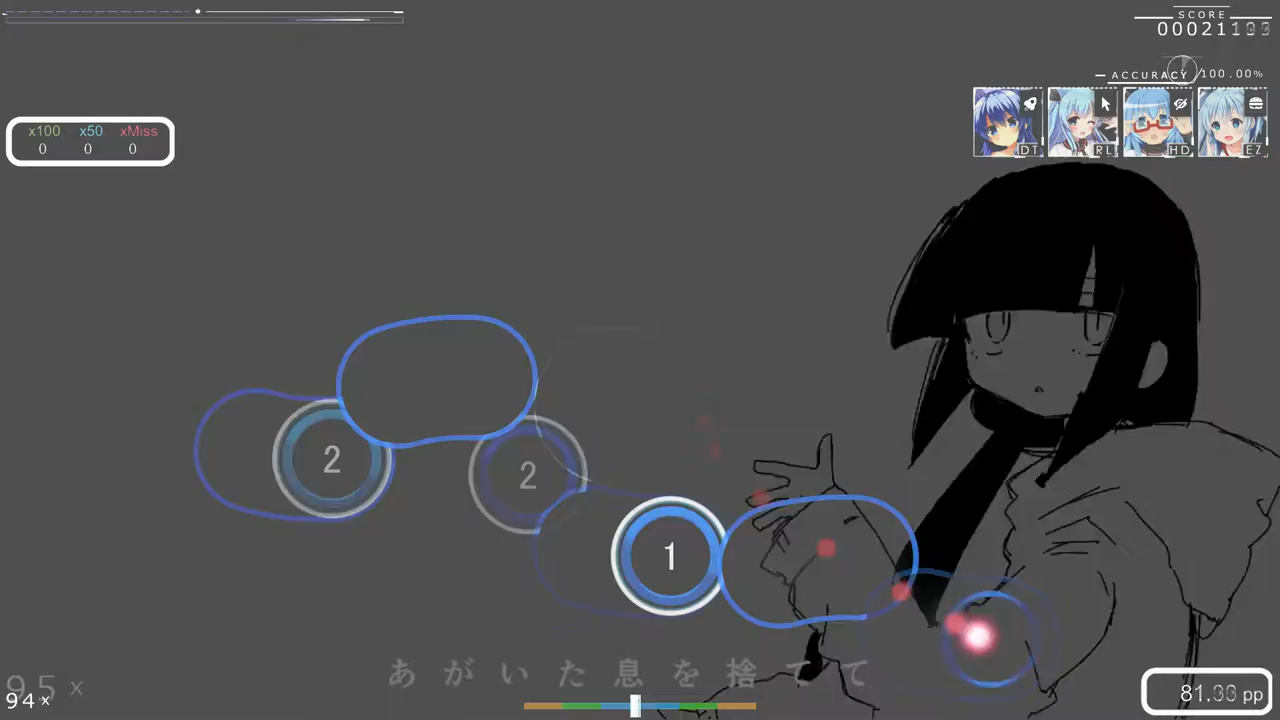 SCORE
ACCURACY 100.00%
x100 x50 xMiss
0 0 0
DT RL HD EZ
2
2
1
あがいた息を捨てて
95x
94x
pp